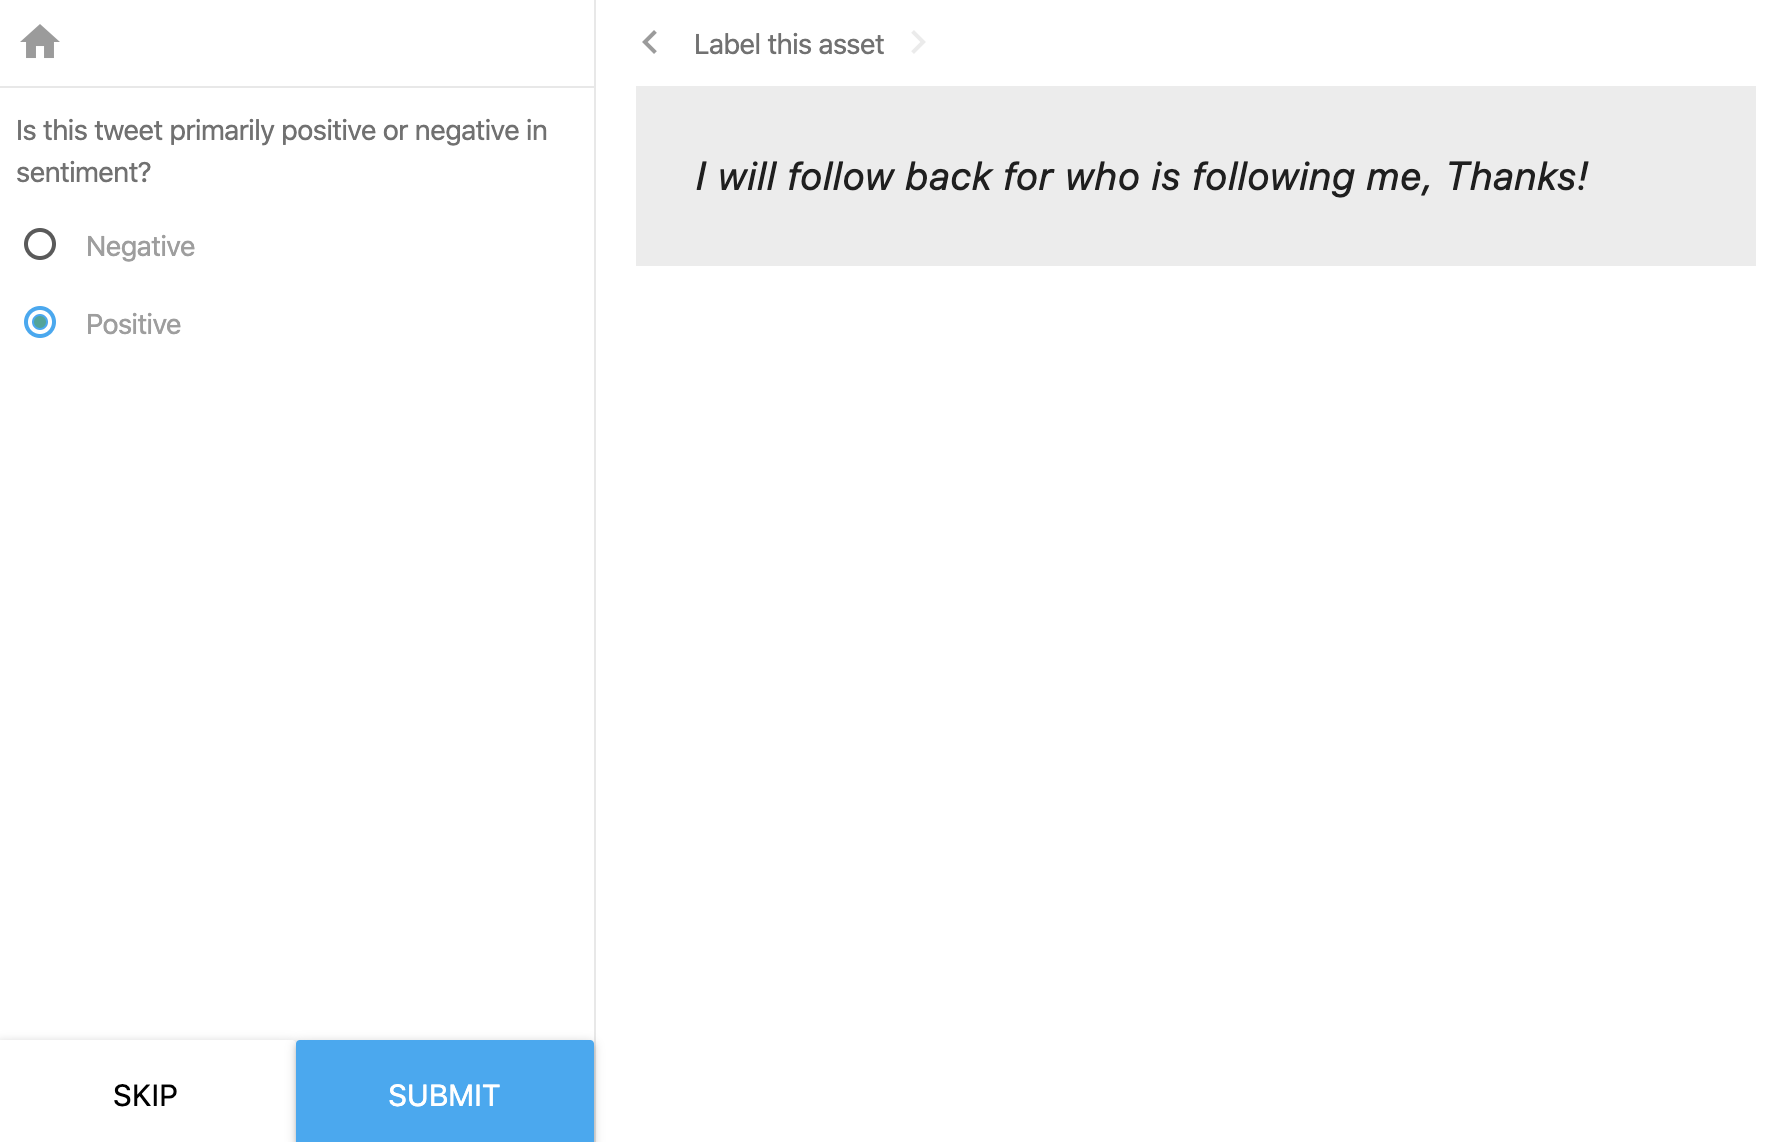 Is this tweet primarily positive or negative in
sentiment?
Negative
Positive
SKIP
SUBMIT
Label this asset
I will follow back for who is following me, Thanks!